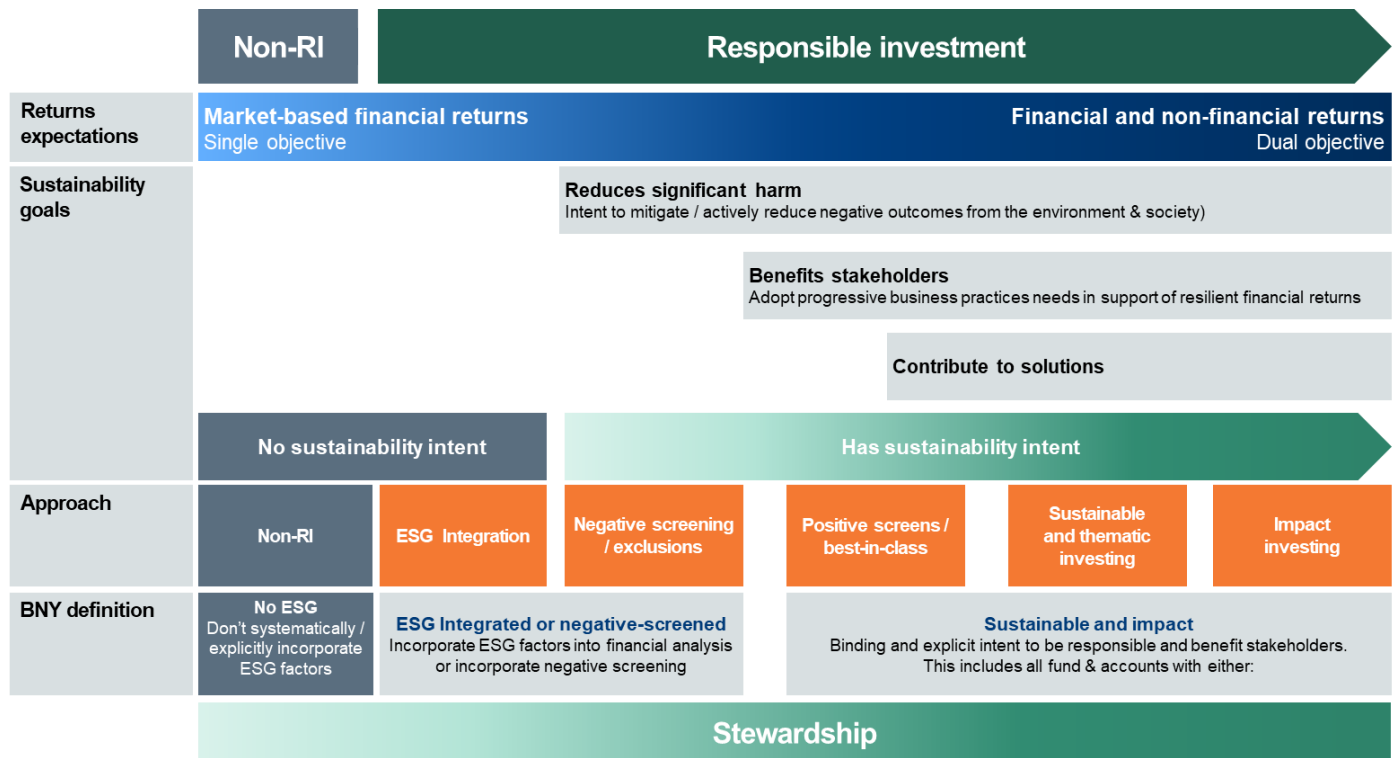 Non-RI
Responsible investment
Returns
expectations
Market-based financial returns
Single objective
Financial and non-financial returns
Dual objective
Sustainability
goals
Reduces significant harm
Intent to mitigate / actively reduce negative outcomes from the environment & society)
Benefits stakeholders
Adopt progressive business practices needs in support of resilient financial returns
Contribute to solutions
No sustainability intent
Has sustainability intent
Approach
Non-RI
ESG Integration
Negative screening
/ exclusions
Positive screens /
best-in-class
Sustainable
and thematic
investing
Impact
investing
BNY definition
No ESG
Don't systematically /
explicitly incorporate
ESG factors
ESG Integrated or negative-screened
Incorporate ESG factors into financial analysis
or incorporate negative screening
Sustainable and impact
Binding and explicit intent to be responsible and benefit stakeholders.
This includes all fund & accounts with either:
Stewardship